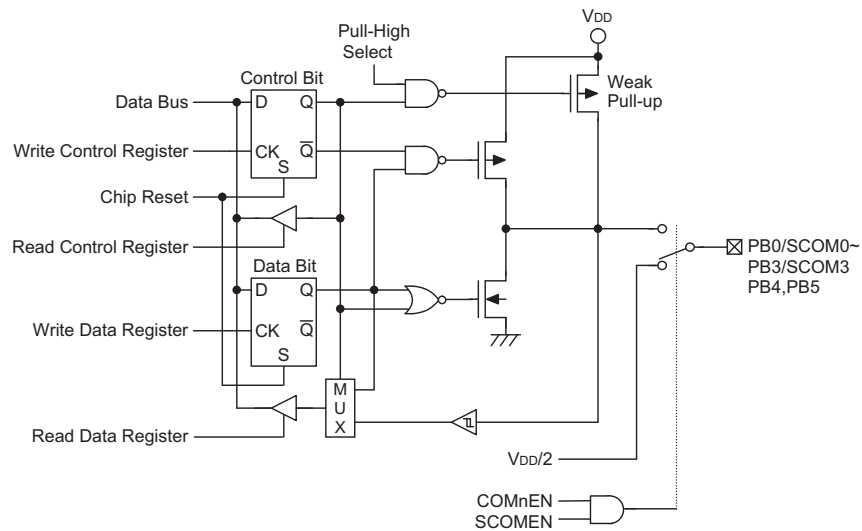 VDD
Pull-High
Select
Control Bit
Weak
Pull-up
Data Bus
D
Q
Write Control Register
CK
Q
S
Chip Reset
Read Control Register
Data Bit
D
Q
Write Data Register
CK
Q
S
M
U
X
Read Data Register
PB0/SCOM0~
PB3/SCOM3
PB4,PB5
VDD/2
COMnEN
SCOMEN